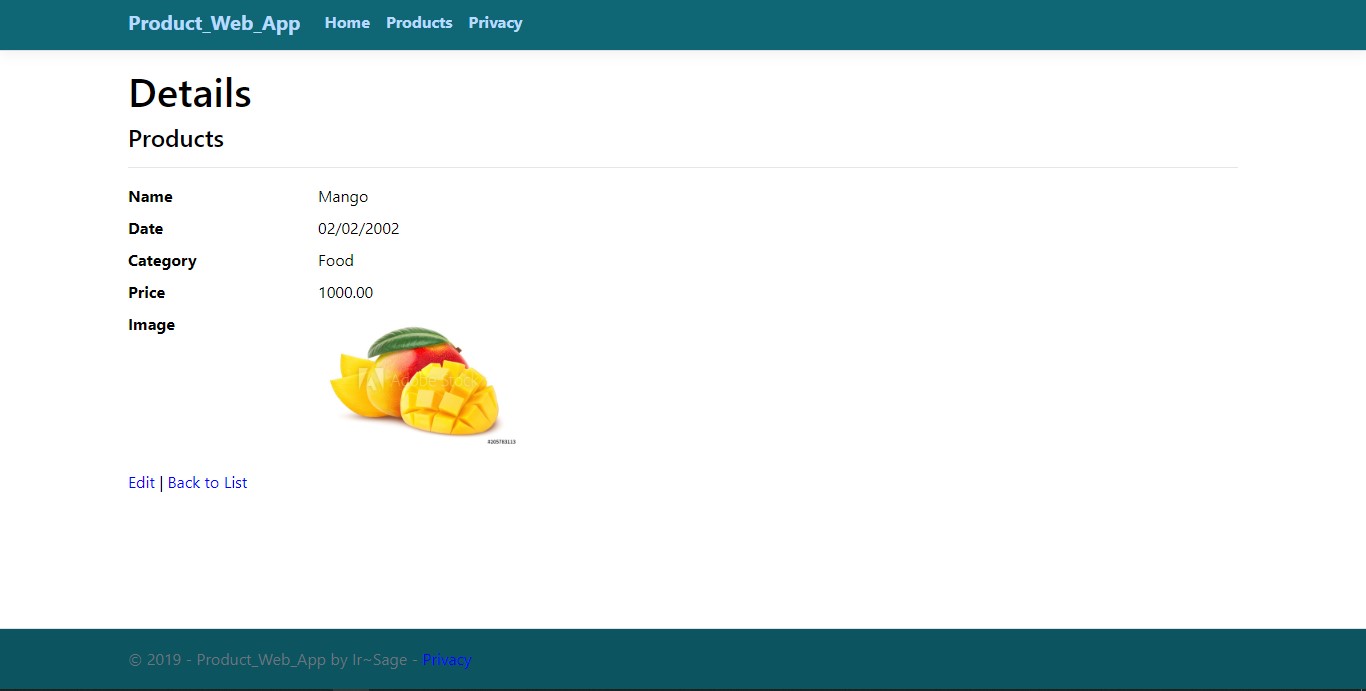 Product_Web_App Home Products Privacy
Details
Products
Name Mango
Date 02/02/2002
Category Food
Price 1000.00
Image
Adobe Stock
#205783113
Edit | Back to List
© 2019 - Product_Web_App by Ir~Sage - Privacy